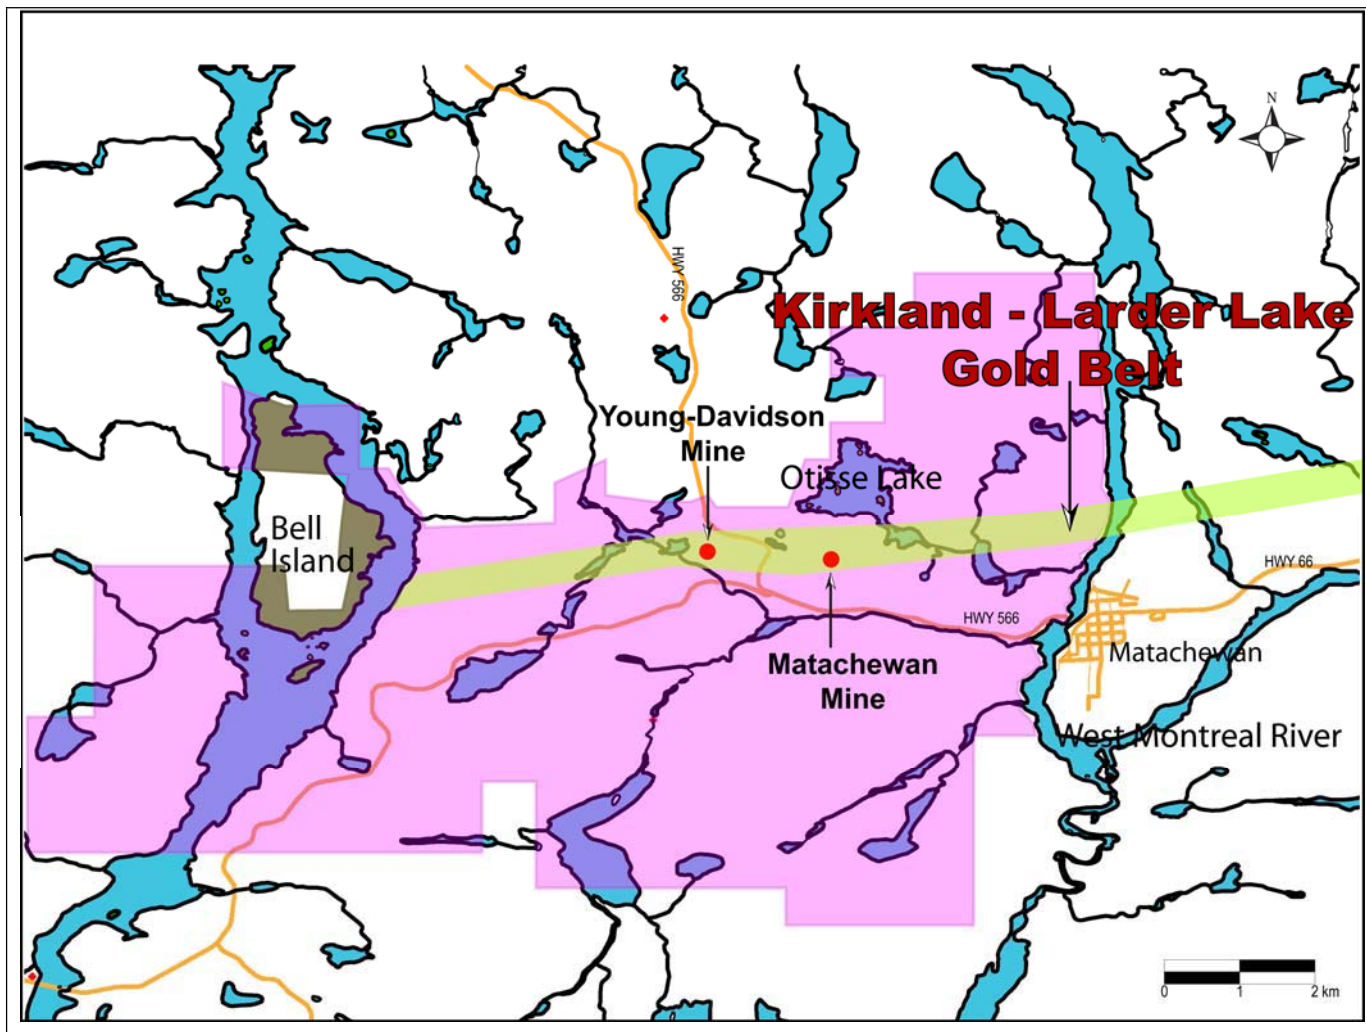 N
HWY 566
Kirkland - Larder Lake
Gold Belt
Young-Davidson
Mine
Otisse Lake
Bell
Island
HWY 66
HWY 566
Matachewan
Matachewan
Mine
West Montreal River
0 1 2 km